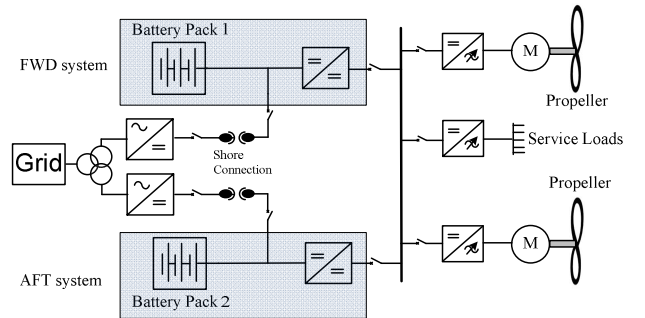 Battery Pack 1
FWD system
Propeller
Grid
Shore
Connection
Service Loads
Propeller
AFT system
Battery Pack 2
M
M